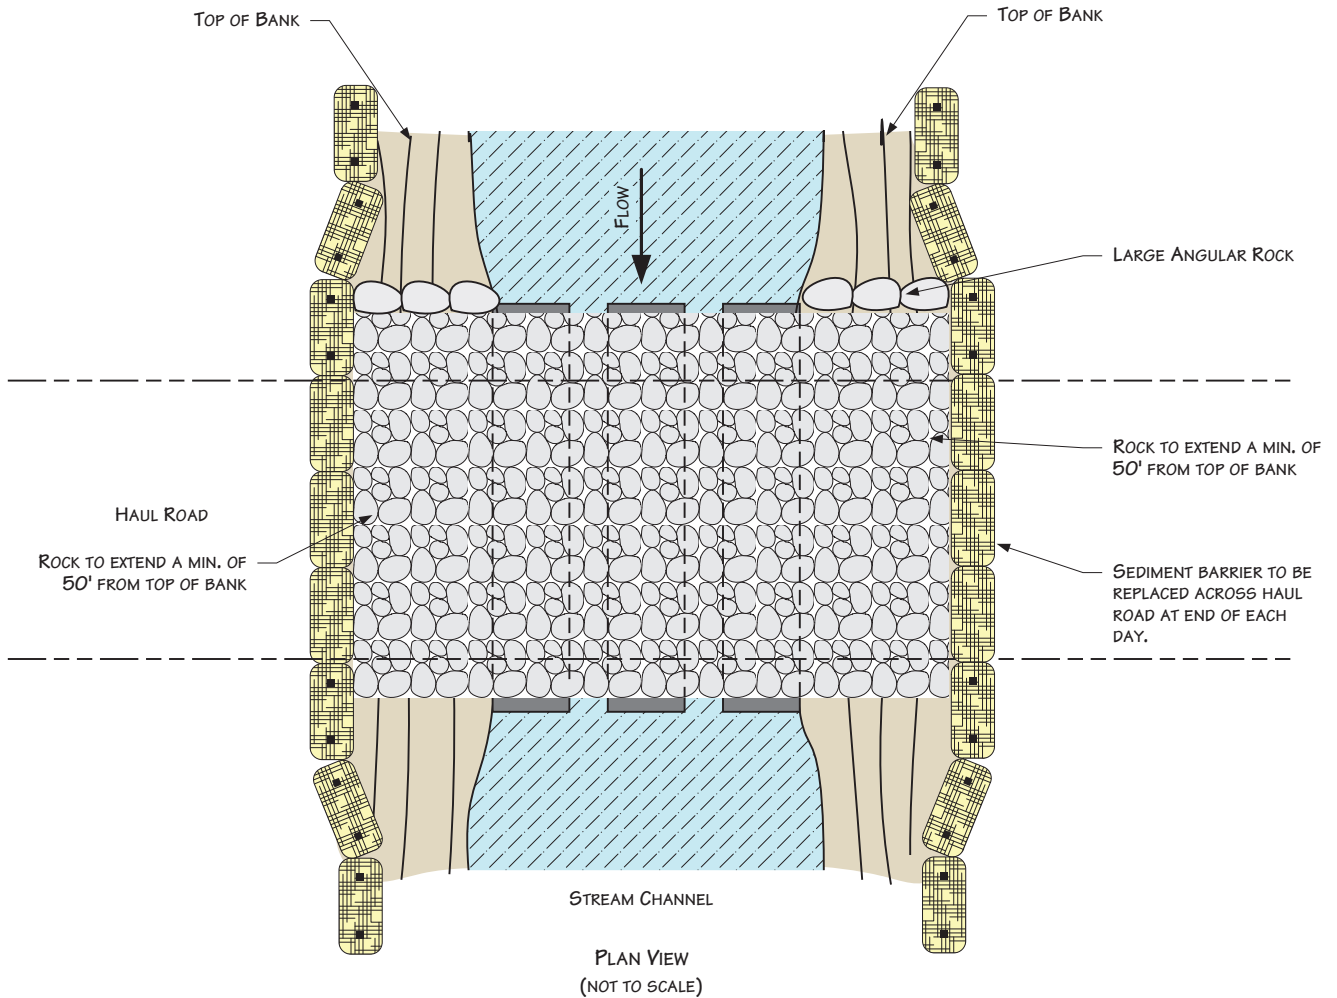 Top of Bank
Top of Bank
Flow
Large Angular Rock
Rock to extend a min. of
50' from top of bank
Haul Road
Rock to extend a min. of
50' from top of bank
Sediment barrier to be
replaced across haul
road at end of each
day.
Stream Channel
Plan View
(not to scale)